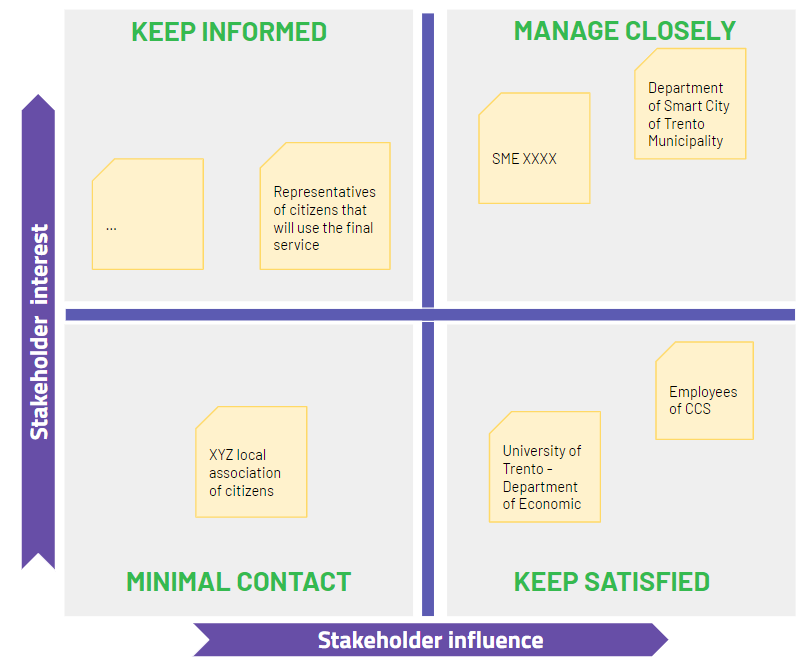 KEEP INFORMED
MANAGE CLOSELY
...
Representatives
of citizens that
will use the final
service
SME XXXX
Department
of Smart City
of Trento
Municipality
Stakeholder interest
XYZ local
association
of citizens
University of
Trento -
Department
of Economic
Employees
of CCS
MINIMAL CONTACT
KEEP SATISFIED
Stakeholder influence